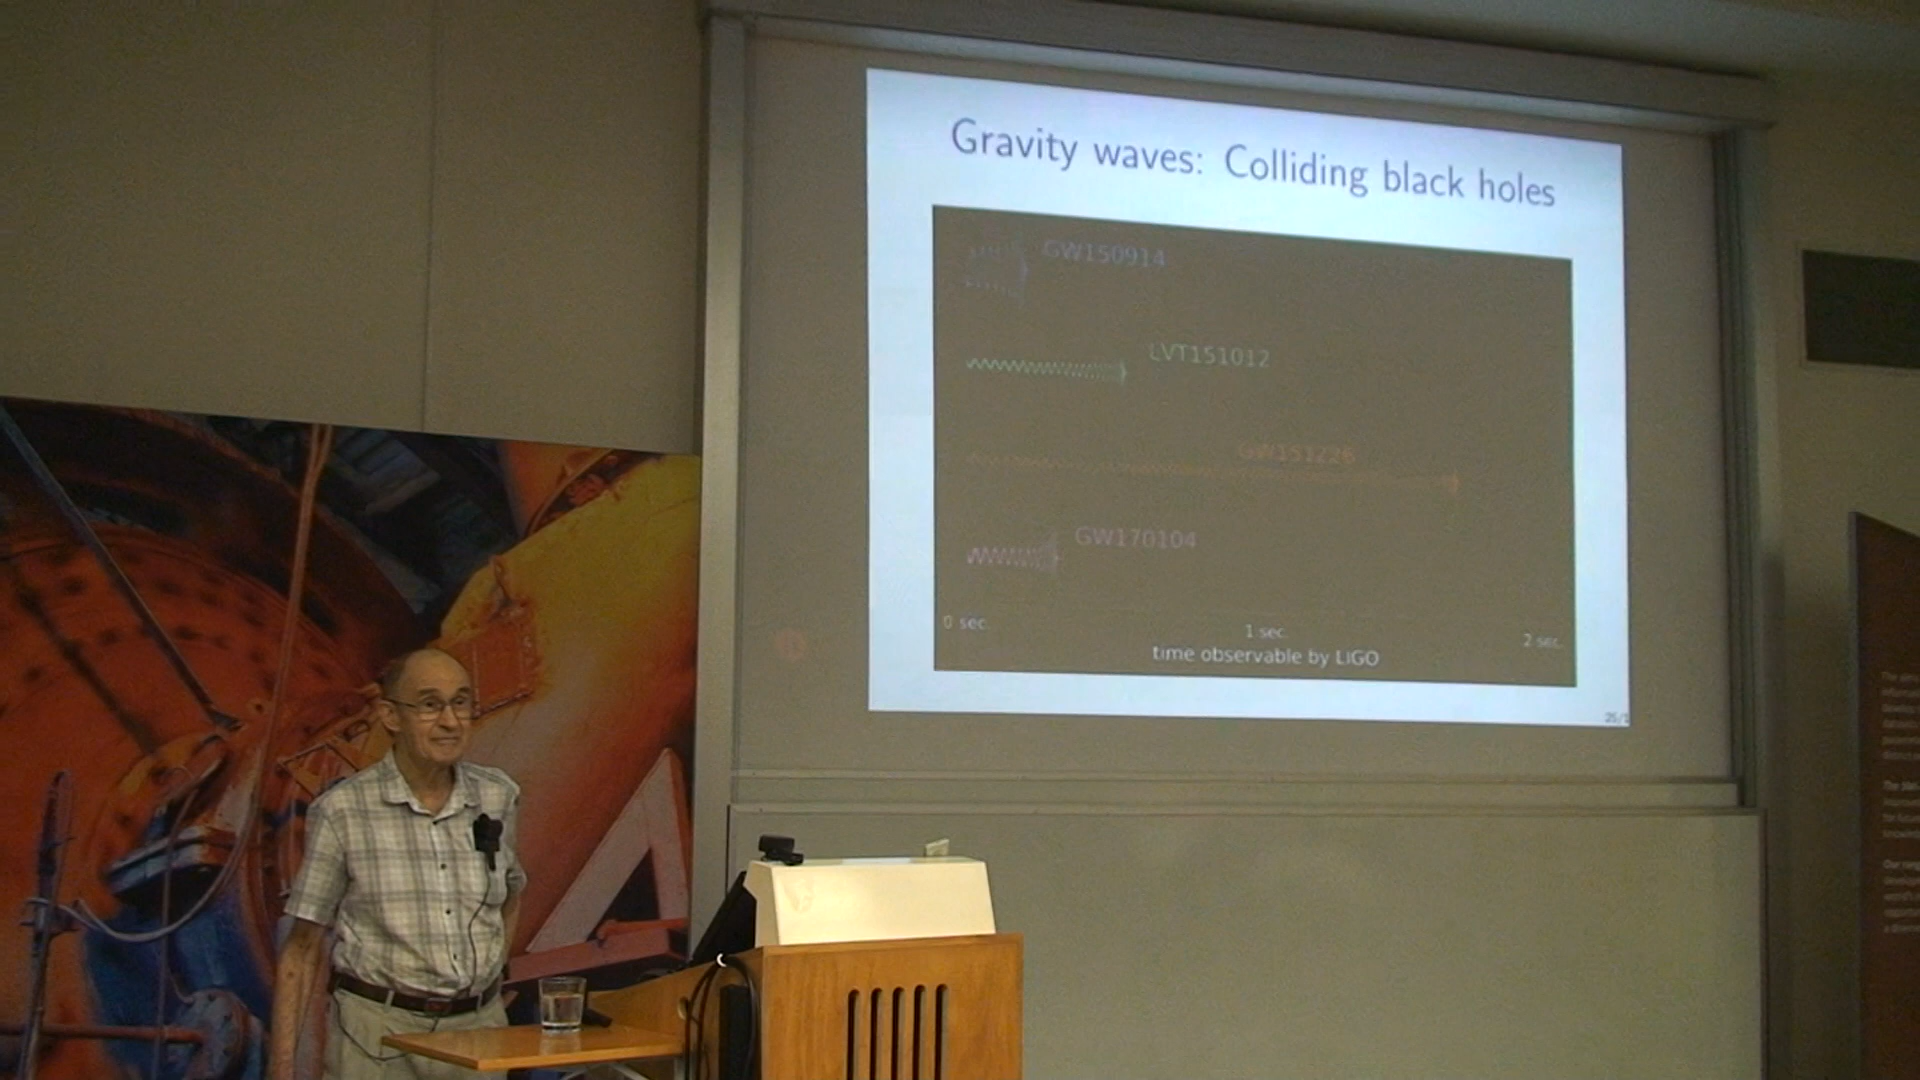 Gravity waves: Colliding black holes
GW150914
LVT151012
GW151226
GW170104
0 sec.
1 sec.
2 sec.
time observable by LIGO